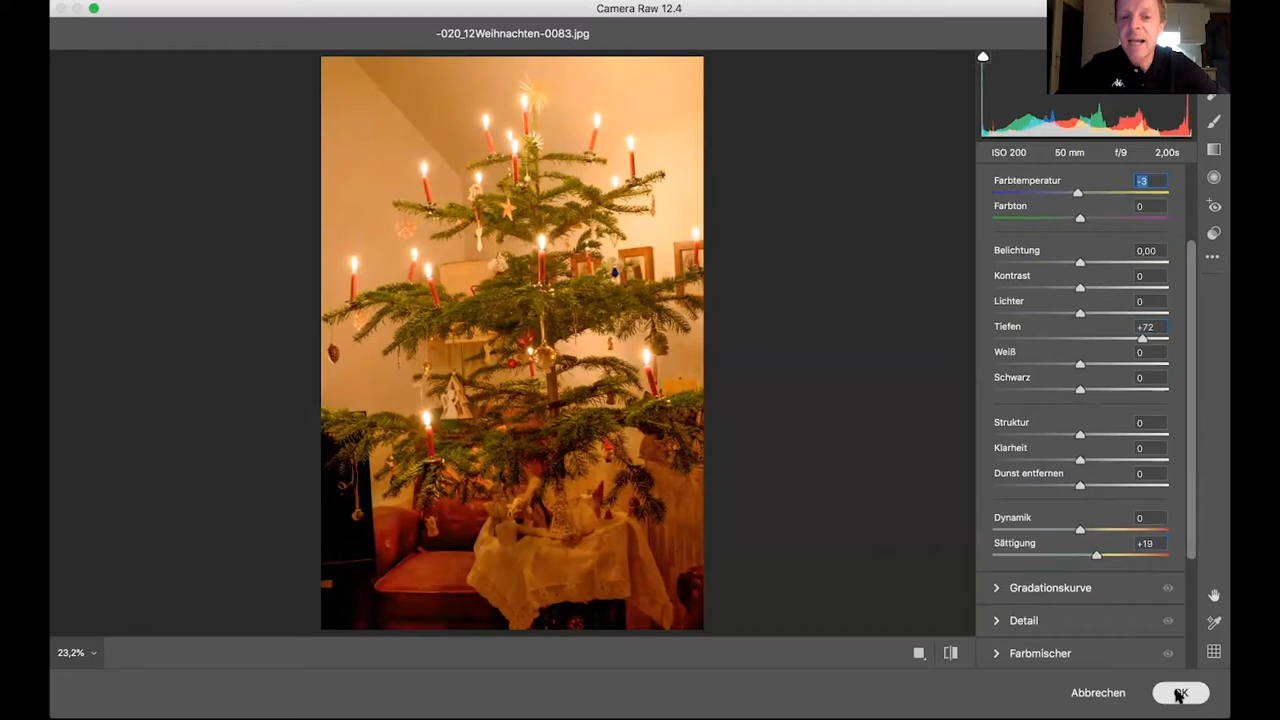 Camera Raw 12.4
-020_12Weihnachten-0083.jpg
ISO 200 50 mm f/9 2,00s
Farbtemperatur -3
Farbton 0
Belichtung 0,00
Kontrast 0
Lichter 0
Tiefen +72
Weiß 0
Schwarz 0
Struktur 0
Klarheit 0
Dunst entfernen 0
Dynamik 0
Sättigung +19
Gradationskurve
Detail
Farbmischer
23,2%
Abbrechen OK